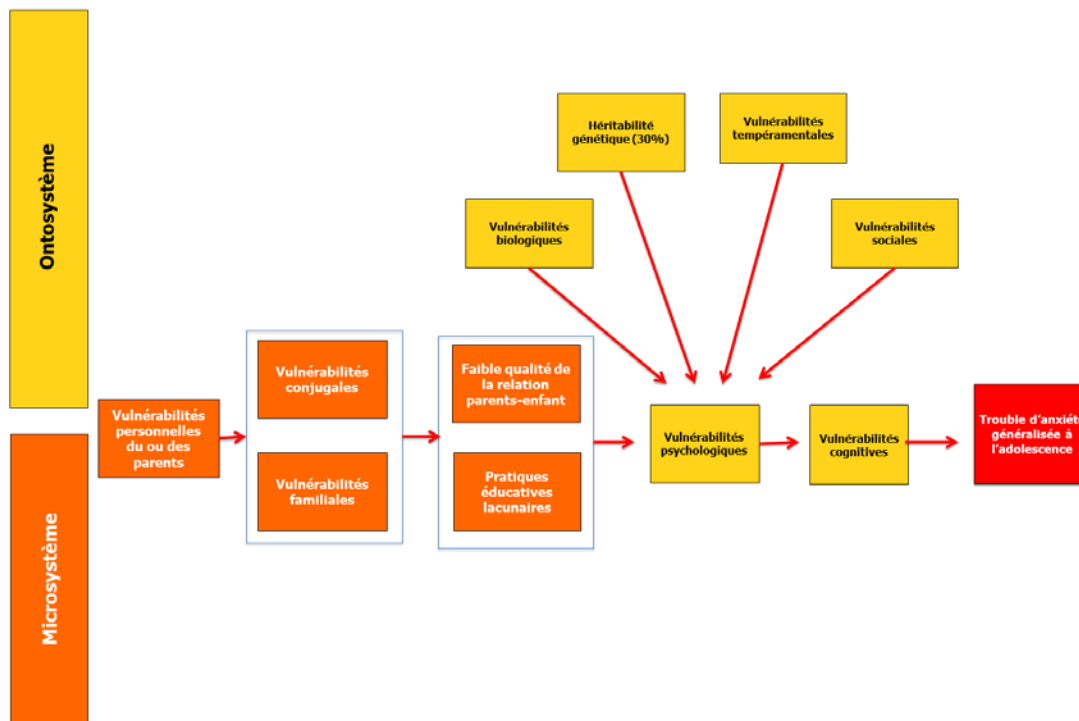 Ontosystème
Microsystème
Héritabilité
génétique (30%)
Vulnérabilités
tempéramentales
Vulnérabilités
biologiques
Vulnérabilités
sociales
Vulnérabilités
personnelles
du ou des
parents
Vulnérabilités
conjugales
Vulnérabilités
familiales
Faible qualité de
la relation
parents-enfant
Pratiques
éducatives
lacunaires
Vulnérabilités
psychologiques
Vulnérabilités
cognitives
Trouble d'anxiété
généralisée à
l'adolescence